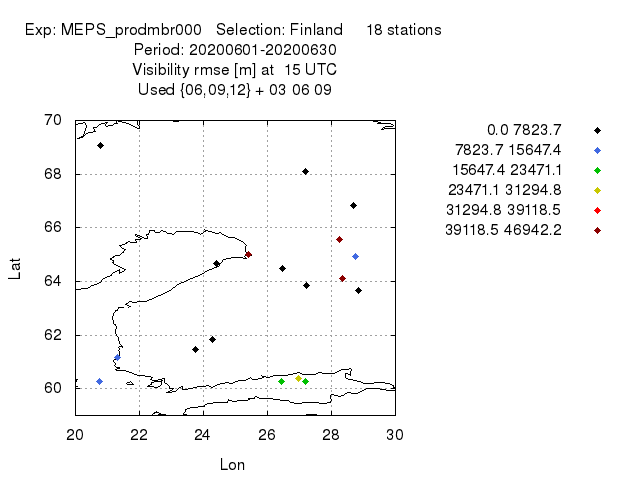 Exp: MEPS_prodmbr000   Selection: Finland      18 stations
Period: 20200601-20200630
Visibility rmse [m] at  15 UTC
Used {06,09,12} + 03 06 09
0.0 7823.7
7823.7 15647.4
15647.4 23471.1
23471.1 31294.8
31294.8 39118.5
39118.5 46942.2
70
68
66
64
62
60
Lat
20 22 24 26 28 30
Lon